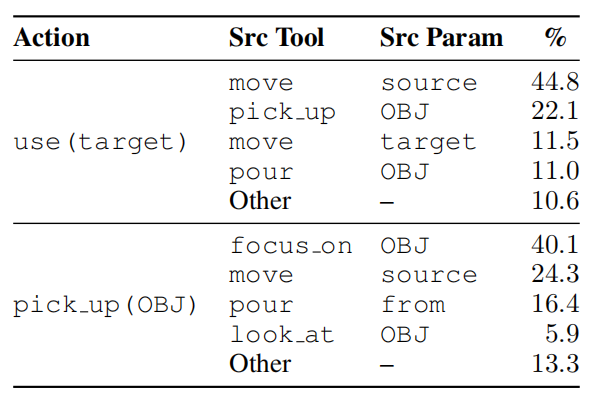 Action Src Tool Src Param %
move source 44.8
pick_up OBJ 22.1
use(target) move target 11.5
pour OBJ 11.0
Other – 10.6
focus_on OBJ 40.1
move source 24.3
pick_up(OBJ) pour from 16.4
look_at OBJ 5.9
Other – 13.3